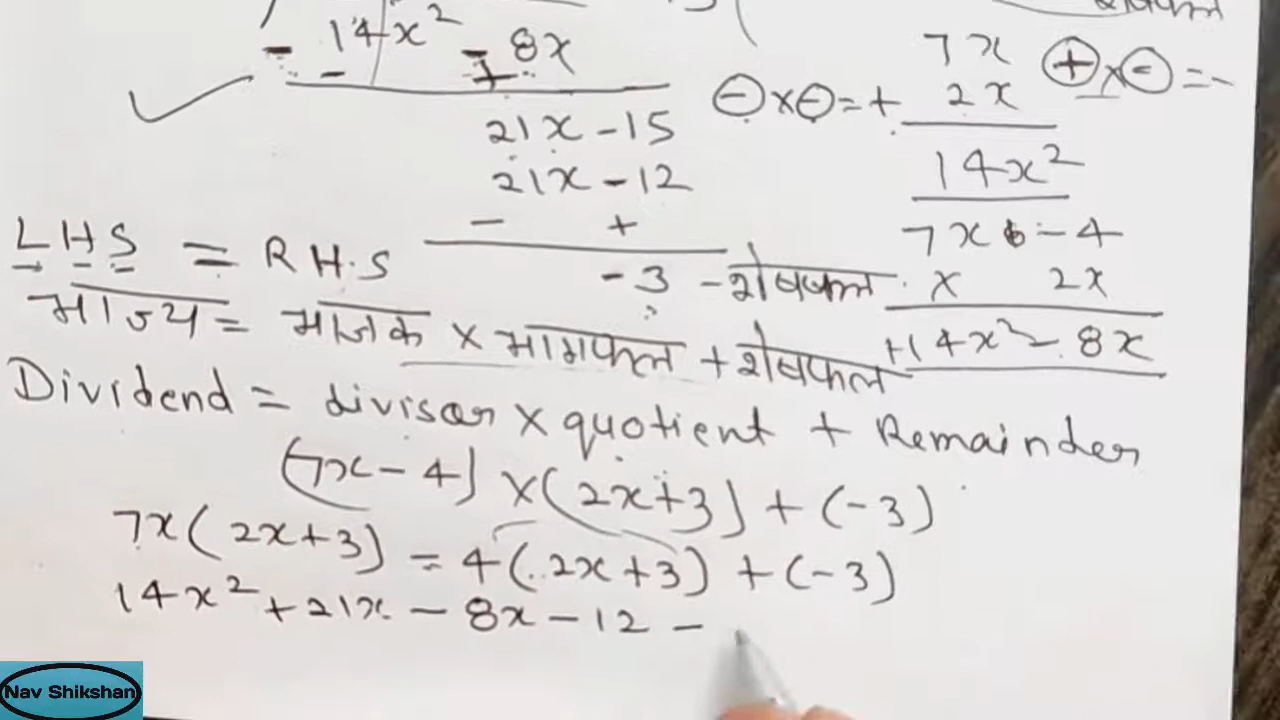 - 14x² - 8x
- +
21x - 15
21x - 12
- +
- 3 - शेषफल
⊖ x ⊖ = +
7x
2x
14x²
⊕ x ⊖ = -
7x - 4
x 2x
+14x² - 8x
LHS = RH.S
भाज्य = भाजक x भागफल + शेषफल
Dividend = divisar x quotient + Remainder
(7x - 4) x (2x+3) + (-3)
7x(2x+3) - 4(2x+3) + (-3)
14x² + 21x - 8x - 12 -
Nav Shikshan